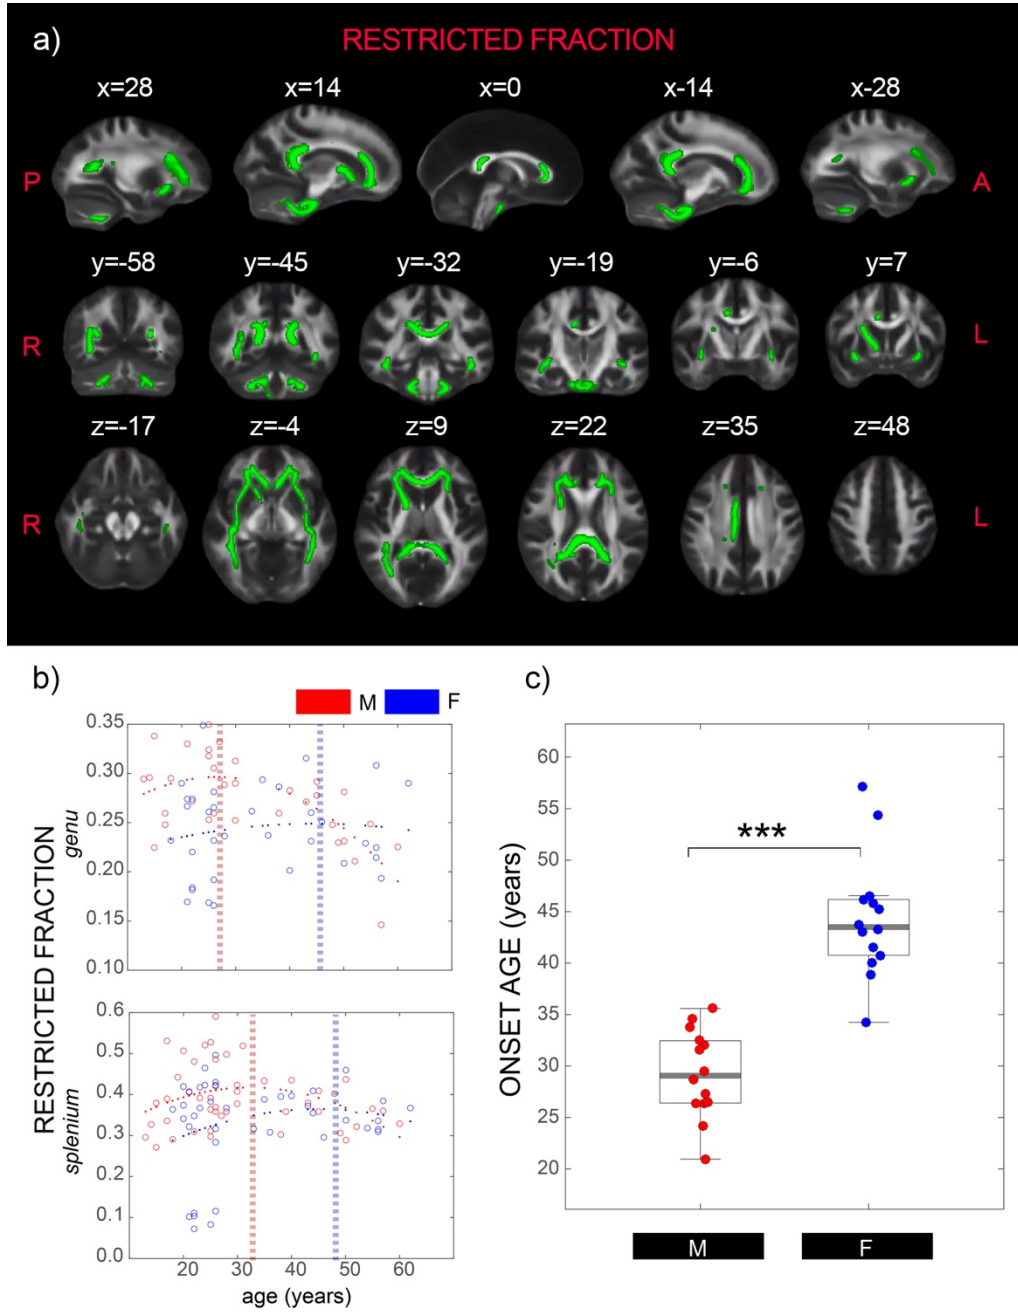 a) RESTRICTED FRACTION
x=28 x=14 x=0 x-14 x-28
P A
y=-58 y=-45 y=-32 y=-19 y=-6 y=7
R L
z=-17 z=-4 z=9 z=22 z=35 z=48
R L
b)
M F
RESTRICTED FRACTION
genu
0.35
0.30
0.25
0.20
0.15
0.10
splenium
0.6
0.5
0.4
0.3
0.2
0.1
0.0
20 30 40 50 60
age (years)
c)
ONSET AGE (years)
60
55
50
45
40
35
30
25
20
***
M F